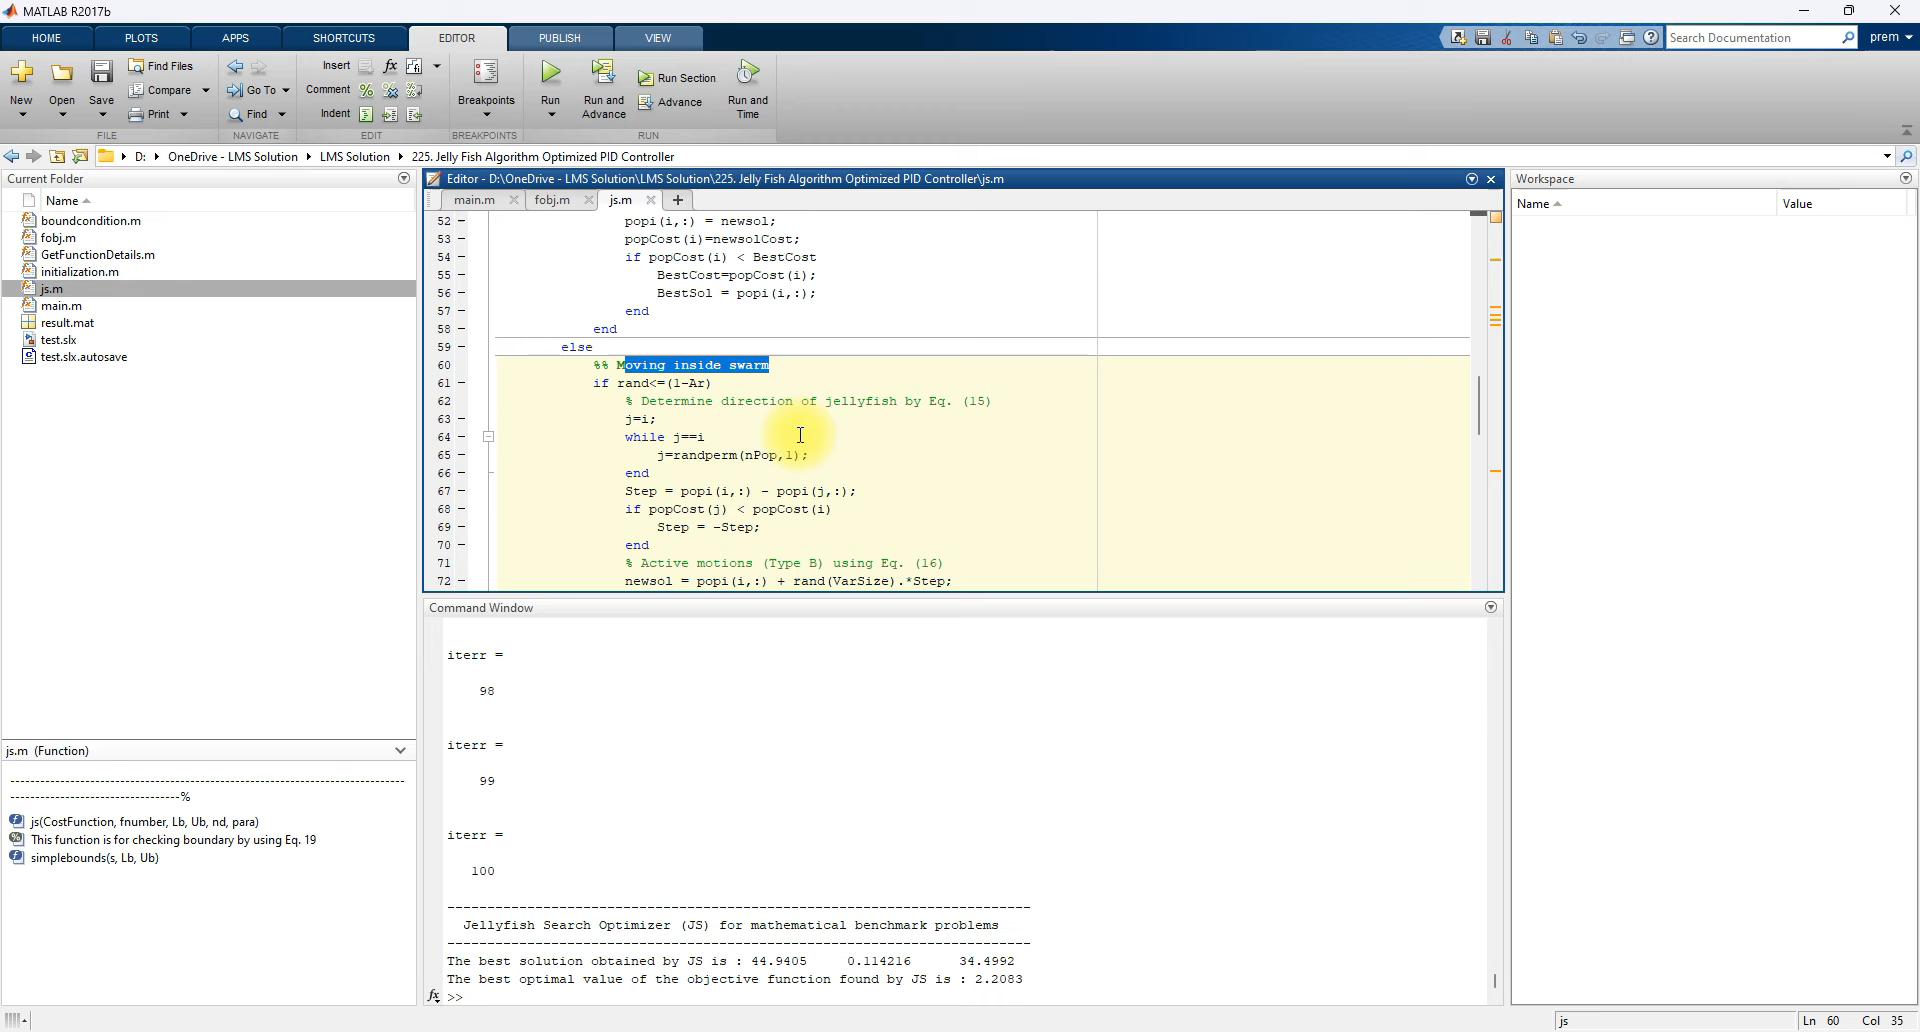 MATLAB R2017b
HOME PLOTS APPS SHORTCUTS EDITOR PUBLISH VIEW
Search Documentation prem
Find Files Insert fx Run Section
Compare Go To Comment Advance
New Open Save Print Find Indent Breakpoints Run Run and Advance Run and Time
FILE NAVIGATE EDIT BREAKPOINTS RUN
D: OneDrive - LMS Solution LMS Solution 225. Jelly Fish Algorithm Optimized PID Controller
Current Folder
Name
boundcondition.m
fobj.m
GetFunctionDetails.m
initialization.m
js.m
main.m
result.mat
test.slx
test.slx.autosave
js.m (Function)
--------------------------------------------------------------------------------
----------------------------------%
js(CostFunction, fnumber, Lb, Ub, nd, para)
This function is for checking boundary by using Eq. 19
simplebounds(s, Lb, Ub)
Editor - D:\OneDrive - LMS Solution\LMS Solution\225. Jelly Fish Algorithm Optimized PID Controller\js.m
main.m fobj.m js.m
52 - popi(i,:) = newsol;
53 - popCost(i)=newsolCost;
54 - if popCost(i) < BestCost
55 - BestCost=popCost(i);
56 - BestSol = popi(i,:);
57 - end
58 - end
59 - else
60 %% Moving inside swarm
61 - if rand<=(1-Ar)
62 % Determine direction of jellyfish by Eq. (15)
63 - j=i;
64 - while j==i
65 - j=randperm(nPop,1);
66 - end
67 - Step = popi(i,:) - popi(j,:);
68 - if popCost(j) < popCost(i)
69 - Step = -Step;
70 - end
71 % Active motions (Type B) using Eq. (16)
72 - newsol = popi(i,:) + rand(VarSize).*Step;
Command Window
iterr =
98
iterr =
99
iterr =
100
-------------------------------------------------------------------------
Jellyfish Search Optimizer (JS) for mathematical benchmark problems
-------------------------------------------------------------------------
The best solution obtained by JS is : 44.9405 0.114216 34.4992
The best optimal value of the objective function found by JS is : 2.2083
fx >>
Workspace
Name Value
js Ln 60 Col 35